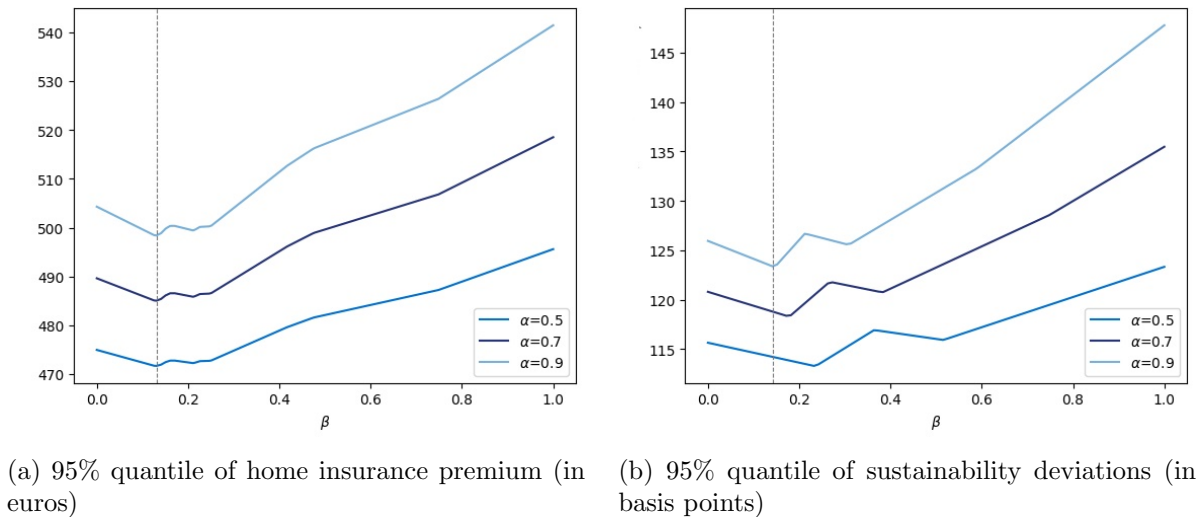 540
530
520
510
500
490
480
470
0.0
0.2
0.4
0.6
0.8
1.0
β
α=0.5
α=0.7
α=0.9
145
140
135
130
125
120
115
0.0
0.2
0.4
0.6
0.8
1.0
β
α=0.5
α=0.7
α=0.9
(a) 95% quantile of home insurance premium (in
euros)
(b) 95% quantile of sustainability deviations (in
basis points)